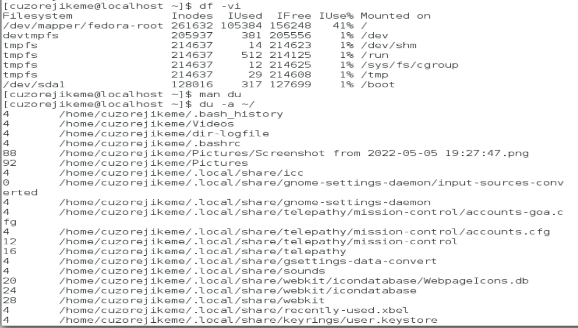 [cuzorejikeme@localhost ~]$ df -vi
Filesystem Inodes IUsed IFree IUse% Mounted on
/dev/mapper/fedora-root 261632 105384 156248 41% /
devtmpfs 205937 381 205556 1% /dev
tmpfs 214637 14 214623 1% /dev/shm
tmpfs 214637 512 214125 1% /run
tmpfs 214637 12 214625 1% /sys/fs/cgroup
tmpfs 214637 29 214608 1% /tmp
/dev/sda1 128016 317 127699 1% /boot
[cuzorejikeme@localhost ~]$ man du
[cuzorejikeme@localhost ~]$ du -a ~/
4 /home/cuzorejikeme/.bash_history
4 /home/cuzorejikeme/Videos
4 /home/cuzorejikeme/dir-logfile
4 /home/cuzorejikeme/.bashrc
88 /home/cuzorejikeme/Pictures/Screenshot from 2022-05-05 19:27:47.png
92 /home/cuzorejikeme/Pictures
4 /home/cuzorejikeme/.local/share/icc
0 /home/cuzorejikeme/.local/share/gnome-settings-daemon/input-sources-conv
erted
4 /home/cuzorejikeme/.local/share/gnome-settings-daemon
4 /home/cuzorejikeme/.local/share/telepathy/mission-control/accounts-goa.c
fg
4 /home/cuzorejikeme/.local/share/telepathy/mission-control/accounts.cfg
12 /home/cuzorejikeme/.local/share/telepathy/mission-control
16 /home/cuzorejikeme/.local/share/telepathy
4 /home/cuzorejikeme/.local/share/gsettings-data-convert
4 /home/cuzorejikeme/.local/share/sounds
20 /home/cuzorejikeme/.local/share/webkit/icondatabase/WebpageIcons.db
24 /home/cuzorejikeme/.local/share/webkit/icondatabase
28 /home/cuzorejikeme/.local/share/webkit
4 /home/cuzorejikeme/.local/share/recently-used.xbel
4 /home/cuzorejikeme/.local/share/keyrings/user.keystore